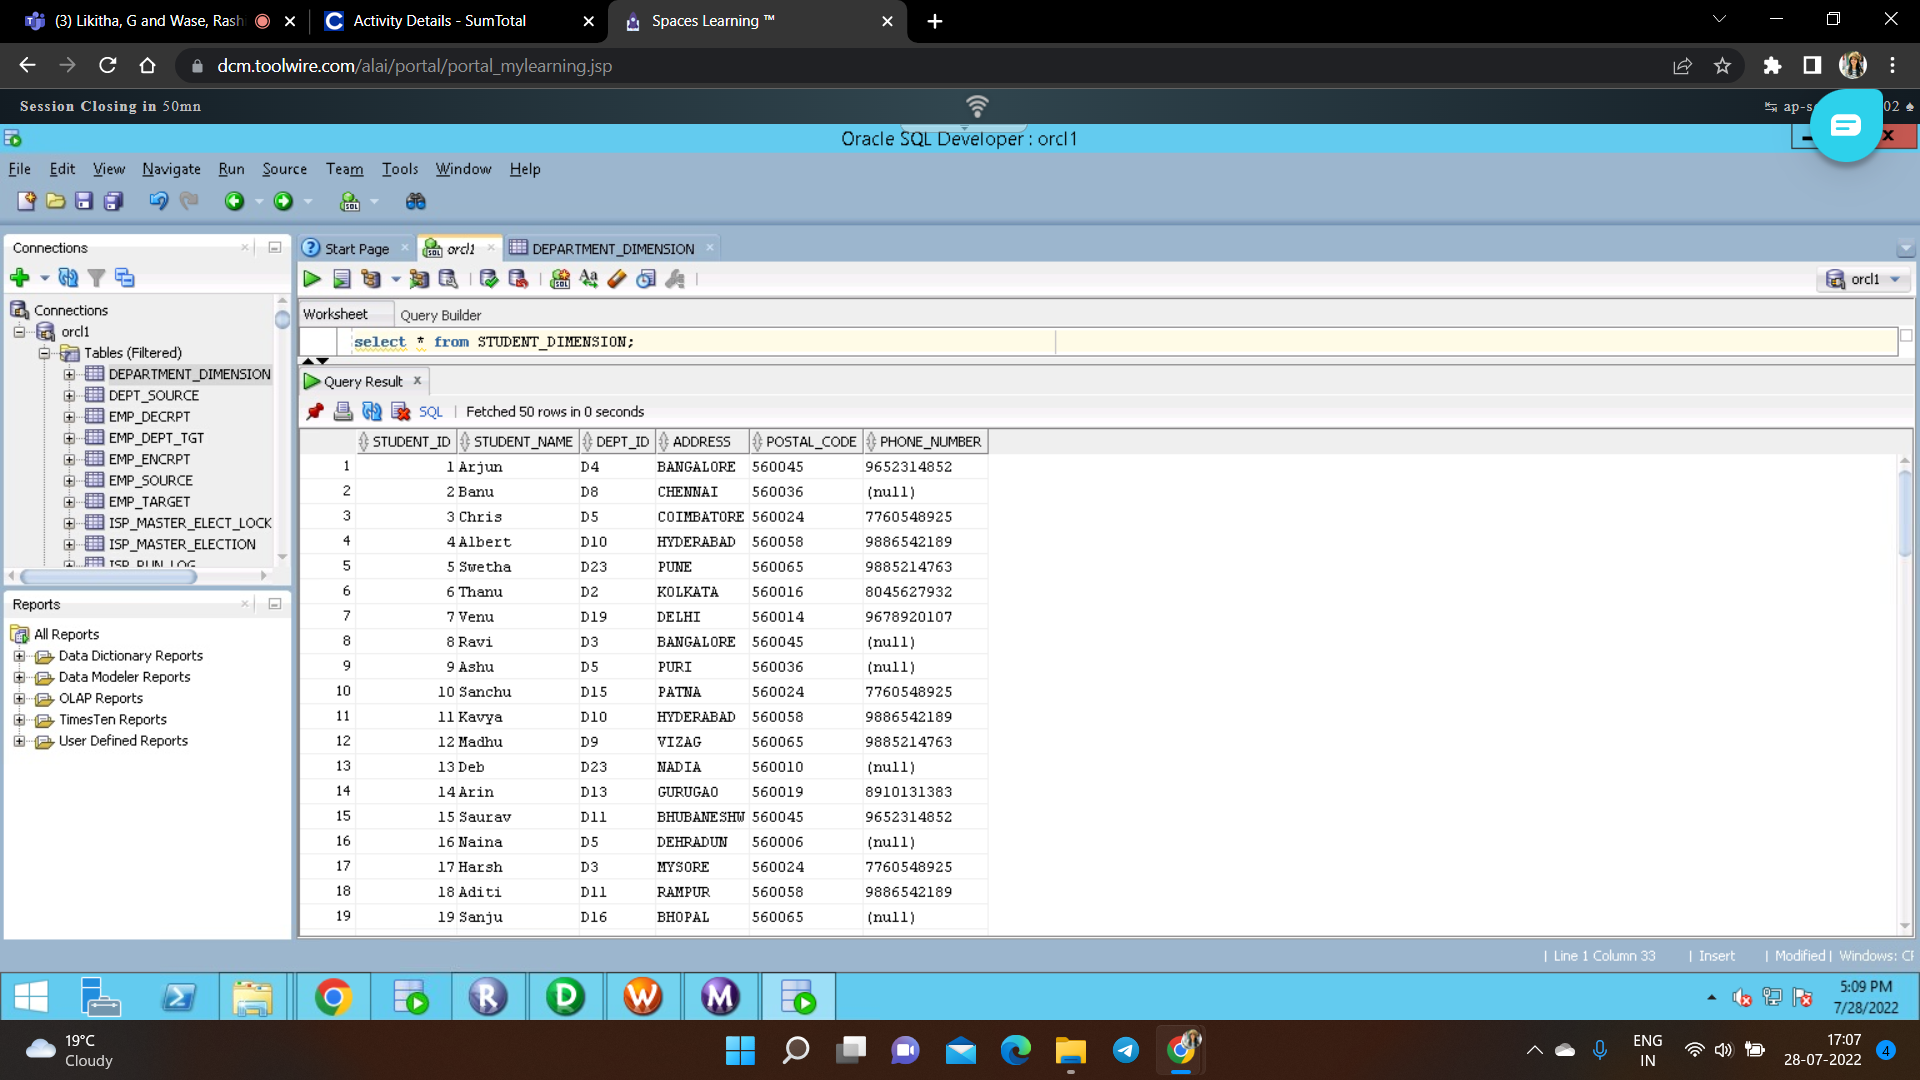 (3) Likitha, G and Wase, Rash
Activity Details - SumTotal
Spaces Learning ™
dcm.toolwire.com/alai/portal/portal_mylearning.jsp
Session Closing in 50mn
02
Oracle SQL Developer : orcl1
File Edit View Navigate Run Source Team Tools Window Help
Connections
Start Page
orcl1
DEPARTMENT_DIMENSION
orcl1
Worksheet Query Builder
select * from STUDENT_DIMENSION;
Connections
orcl1
Tables (Filtered)
DEPARTMENT_DIMENSION
DEPT_SOURCE
EMP_DECRPT
EMP_DEPT_TGT
EMP_ENCRPT
EMP_SOURCE
EMP_TARGET
ISP_MASTER_ELECT_LOCK
ISP_MASTER_ELECTION
ISP_RUN_LOG
Reports
All Reports
Data Dictionary Reports
Data Modeler Reports
OLAP Reports
TimesTen Reports
User Defined Reports
Query Result
SQL | Fetched 50 rows in 0 seconds
STUDENT_ID STUDENT_NAME DEPT_ID ADDRESS POSTAL_CODE PHONE_NUMBER
1 1 Arjun D4 BANGALORE 560045 9652314852
2 2 Banu D8 CHENNAI 560036 (null)
3 3 Chris D5 COIMBATORE 560024 7760548925
4 4 Albert D10 HYDERABAD 560058 9886542189
5 5 Swetha D23 PUNE 560065 9885214763
6 6 Thanu D2 KOLKATA 560016 8045627932
7 7 Venu D19 DELHI 560014 9678920107
8 8 Ravi D3 BANGALORE 560045 (null)
9 9 Ashu D5 PURI 560036 (null)
10 10 Sanchu D15 PATNA 560024 7760548925
11 11 Kavya D10 HYDERABAD 560058 9886542189
12 12 Madhu D9 VIZAG 560065 9885214763
13 13 Deb D23 NADIA 560010 (null)
14 14 Arin D13 GURUGAO 560019 8910131383
15 15 Saurav D11 BHUBANESHW 560045 9652314852
16 16 Naina D5 DEHRADUN 560006 (null)
17 17 Harsh D3 MYSORE 560024 7760548925
18 18 Aditi D11 RAMPUR 560058 9886542189
19 19 Sanju D16 BHOPAL 560065 (null)
| Line 1 Column 33 | Insert | Modified | Windows: CF
5:09 PM
7/28/2022
19°C
Cloudy
ENG
IN
17:07
28-07-2022
4